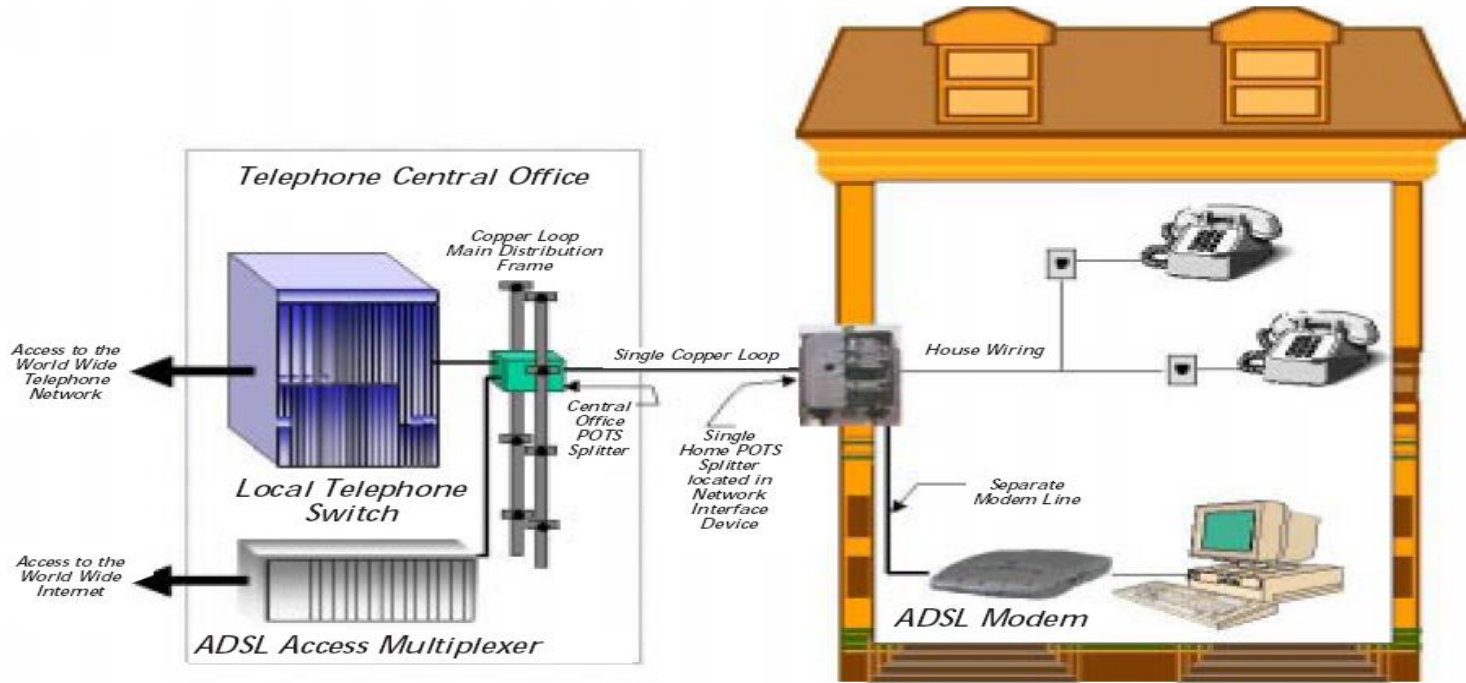 Telephone Central Office
Copper Loop
Main Distribution
Frame
Access to the
World Wide
Telephone
Network
Single Copper Loop
House Wiring
Central
Office
POTS
Splitter
Single
Home POTS
Splitter
located in
Network
Interface
Device
Local Telephone
Switch
Separate
Modem Line
Access to the
World Wide
Internet
ADSL Access Multiplexer
ADSL Modem